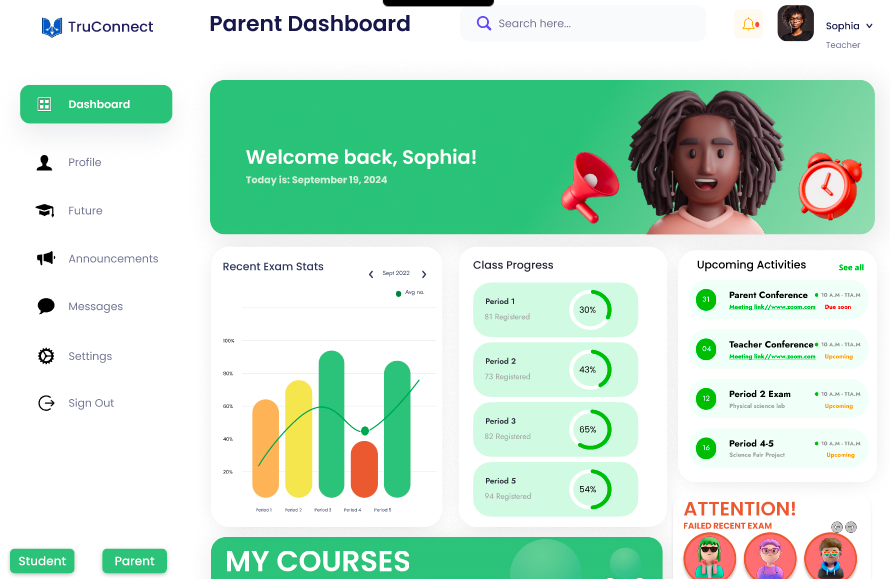 TruConnect
Parent Dashboard
Search here...
Sophia
Teacher
Dashboard
Profile
Future
Announcements
Messages
Settings
Sign Out
Student
Parent
Welcome back, Sophia!
Today is: September 19, 2024
Recent Exam Stats
Sept 2022
Avg no.
100%
80%
60%
40%
20%
Period 1
Period 2
Period 3
Period 4
Period 5
Class Progress
Period 1
81 Registered
30%
Period 2
73 Registered
43%
Period 3
82 Registered
65%
Period 5
94 Registered
54%
Upcoming Activities
See all
31
Parent Conference
10 A.M - 11A.M
Meeting link//www.zoom.com
Due soon
04
Teacher Conference
10 A.M - 11A.M
Meeting link//www.zoom.com
Upcoming
12
Period 2 Exam
10 A.M - 11A.M
Physical science lab
Upcoming
16
Period 4-5
10 A.M - 11A.M
Science Fair Project
Upcoming
ATTENTION!
FAILED RECENT EXAM
MY COURSES